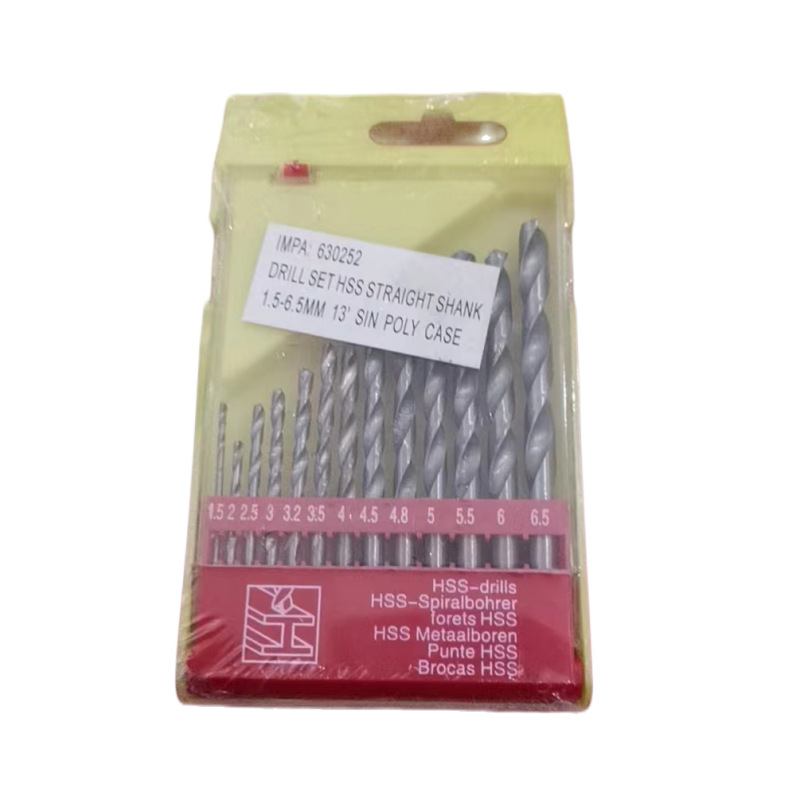 IMPA: 630252
DRILL SET HSS STRAIGHT SHANK
1.5-6.5MM 13' SIN POLY CASE
1.5 2 2.5 3 3.2 3.5 4 4.5 4.8 5 5.5 6 6.5
HSS-drills
HSS-Spiralbohrer
forets HSS
HSS Metaalboren
Punte HSS
Brocas HSS